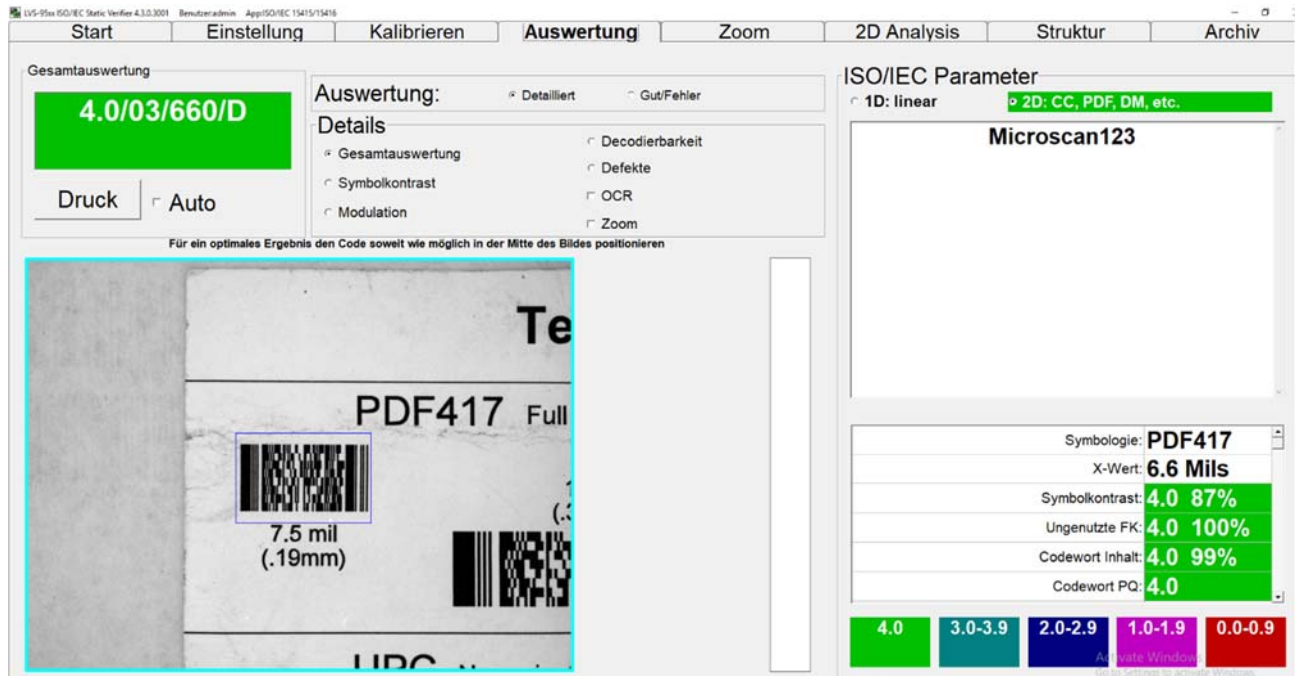 LVS-95xx ISO/IEC Static Verifier 4.3.0.3001 Benutzer:admin App:ISO/IEC 15415/15416
Start Einstellung Kalibrieren Auswertung Zoom 2D Analysis Struktur Archiv
Gesamtauswertung
4.0/03/660/D
Druck
Auto
Auswertung:
Detailliert
Gut/Fehler
Details
Gesamtauswertung
Symbolkontrast
Modulation
Decodierbarkeit
Defekte
OCR
Zoom
Für ein optimales Ergebnis den Code soweit wie möglich in der Mitte des Bildes positionieren
Te
PDF417 Full
7.5 mil
(.19mm)
UPC
ISO/IEC Parameter
1D: linear
2D: CC, PDF, DM, etc.
Microscan123
Symbologie: PDF417
X-Wert: 6.6 Mils
Symbolkontrast: 4.0 87%
Ungenutzte FK: 4.0 100%
Codewort Inhalt: 4.0 99%
Codewort PQ: 4.0
4.0 3.0-3.9 2.0-2.9 1.0-1.9 0.0-0.9
Activate Windows
Go to Settings to activate Windows.